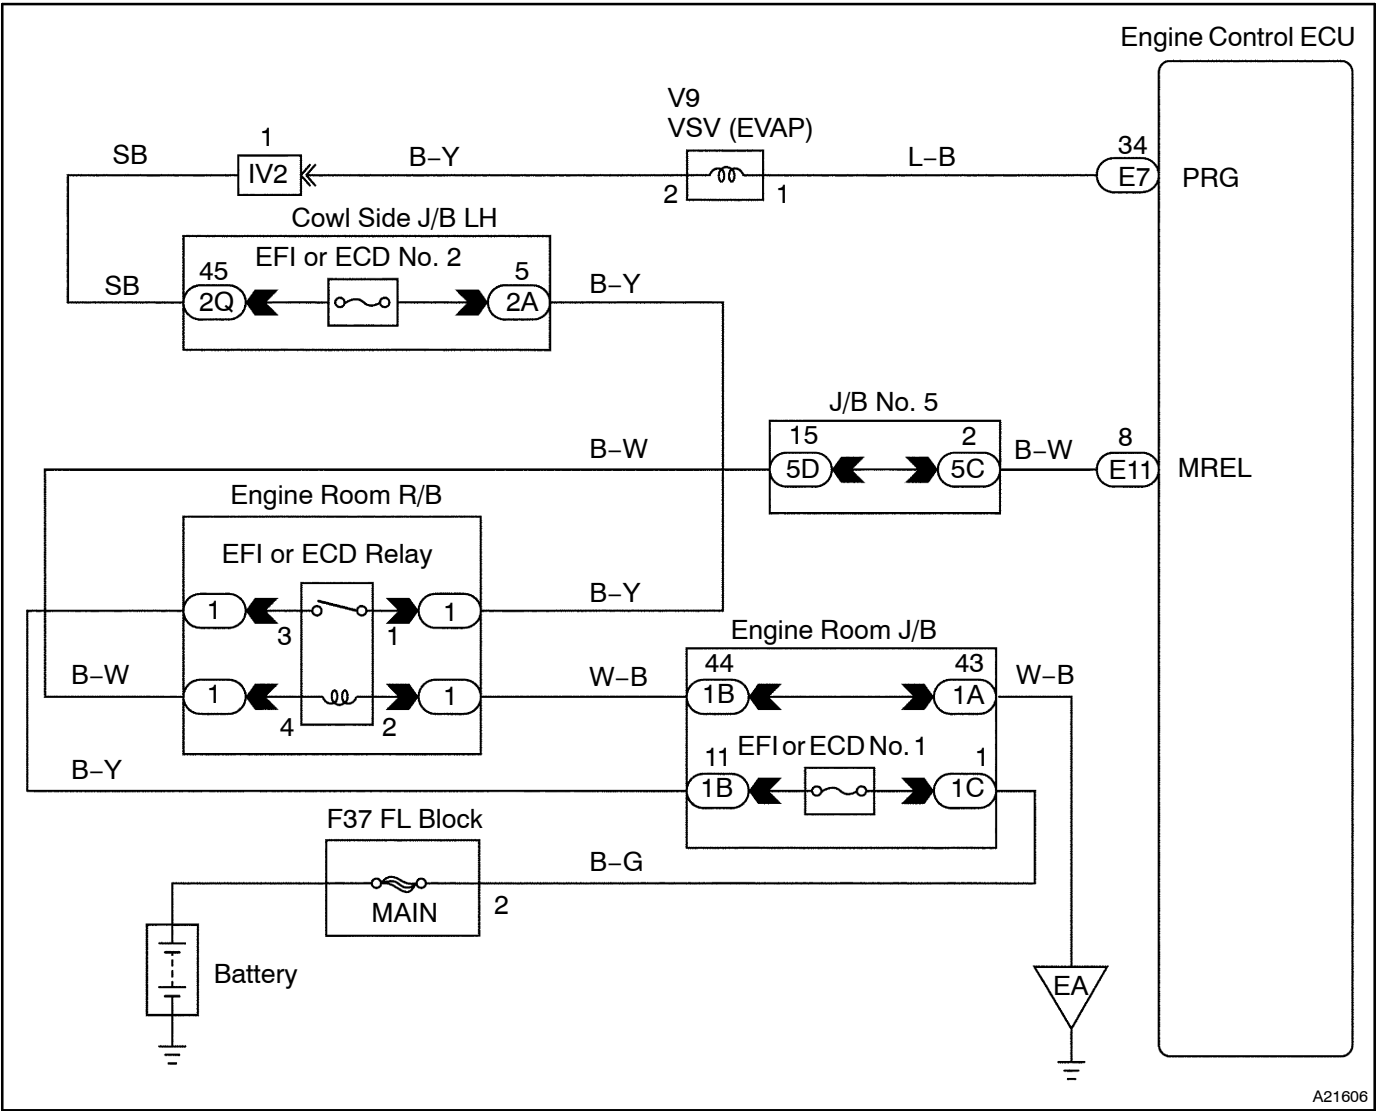 Engine Control ECU
V9
VSV (EVAP)
1
SB
IV2
B–Y
L–B
34
E7
PRG
2
1
Cowl Side J/B LH
EFI or ECD No. 2
45
5
SB
2Q
2A
B–Y
J/B No. 5
15
2
8
B–W
5D
5C
B–W
E11
MREL
Engine Room R/B
EFI or ECD Relay
1
1
B–Y
3
1
Engine Room J/B
44
43
B–W
1
1
W–B
1B
1A
W–B
4
2
EFI or ECD No. 1
11
1
B–Y
1B
1C
F37 FL Block
B–G
MAIN
2
Battery
EA
A21606